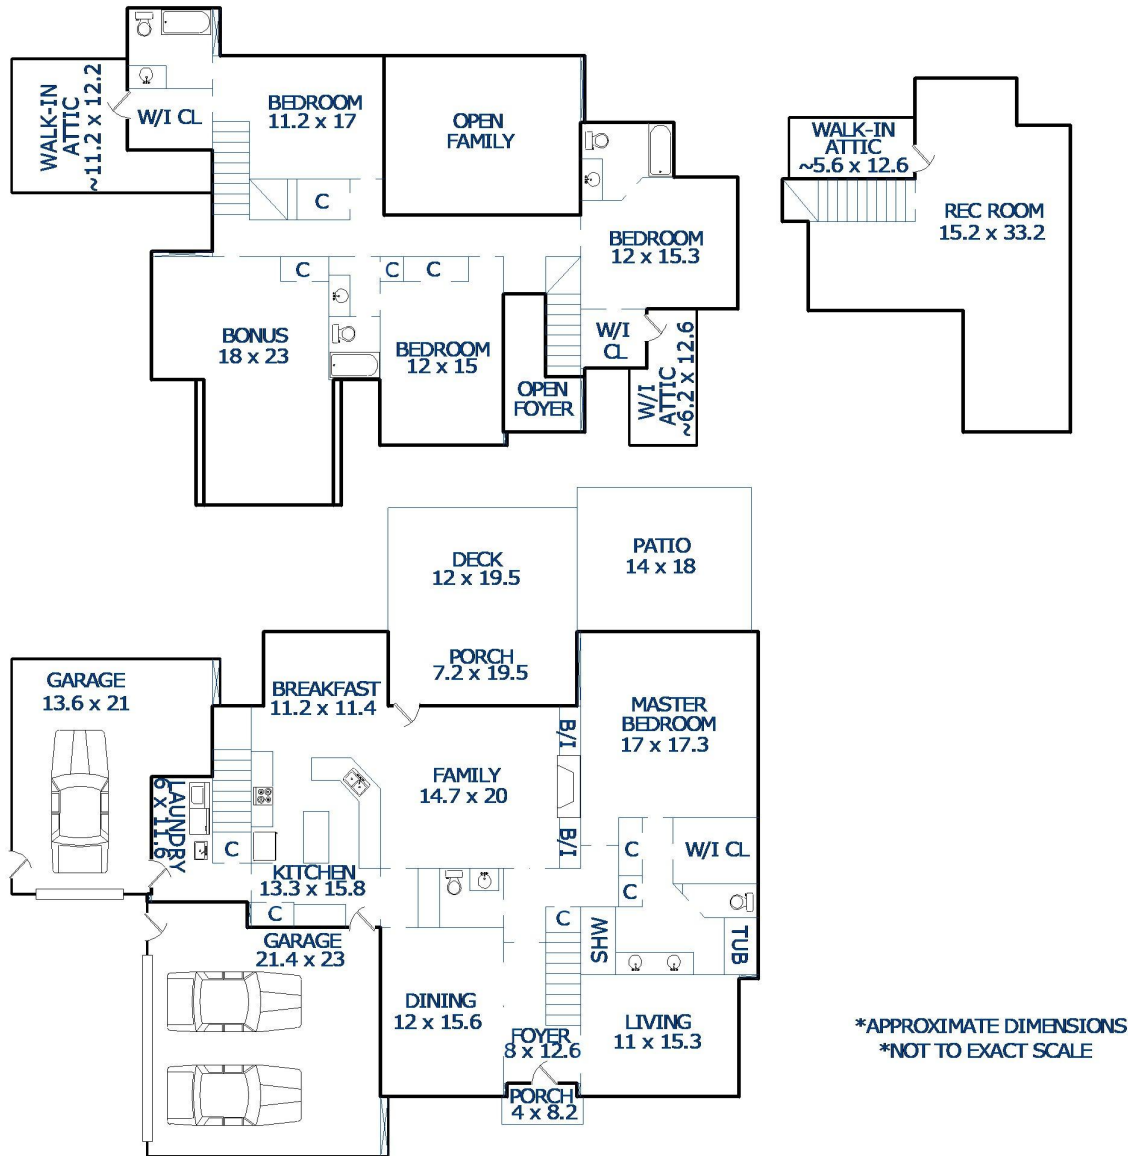 WALK-IN
ATTIC
~11.2 x 12.2
W/I CL
BEDROOM
11.2 x 17
C
OPEN
FAMILY
BEDROOM
12 x 15.3
W/I
CL
W/I
ATTIC
~6.2 x 12.6
C
C
C
BONUS
18 x 23
BEDROOM
12 x 15
OPEN
FOYER
WALK-IN
ATTIC
~5.6 x 12.6
REC ROOM
15.2 x 33.2
DECK
12 x 19.5
PATIO
14 x 18
PORCH
7.2 x 19.5
GARAGE
13.6 x 21
BREAKFAST
11.2 x 11.4
MASTER
BEDROOM
17 x 17.3
B/I
FAMILY
14.7 x 20
B/I
LAUNDRY
6 x 11.6
C
KITCHEN
13.3 x 15.8
C
C
W/I CL
C
C
SHW
TUB
GARAGE
21.4 x 23
DINING
12 x 15.6
FOYER
8 x 12.6
LIVING
11 x 15.3
PORCH
4 x 8.2
*APPROXIMATE DIMENSIONS
*NOT TO EXACT SCALE